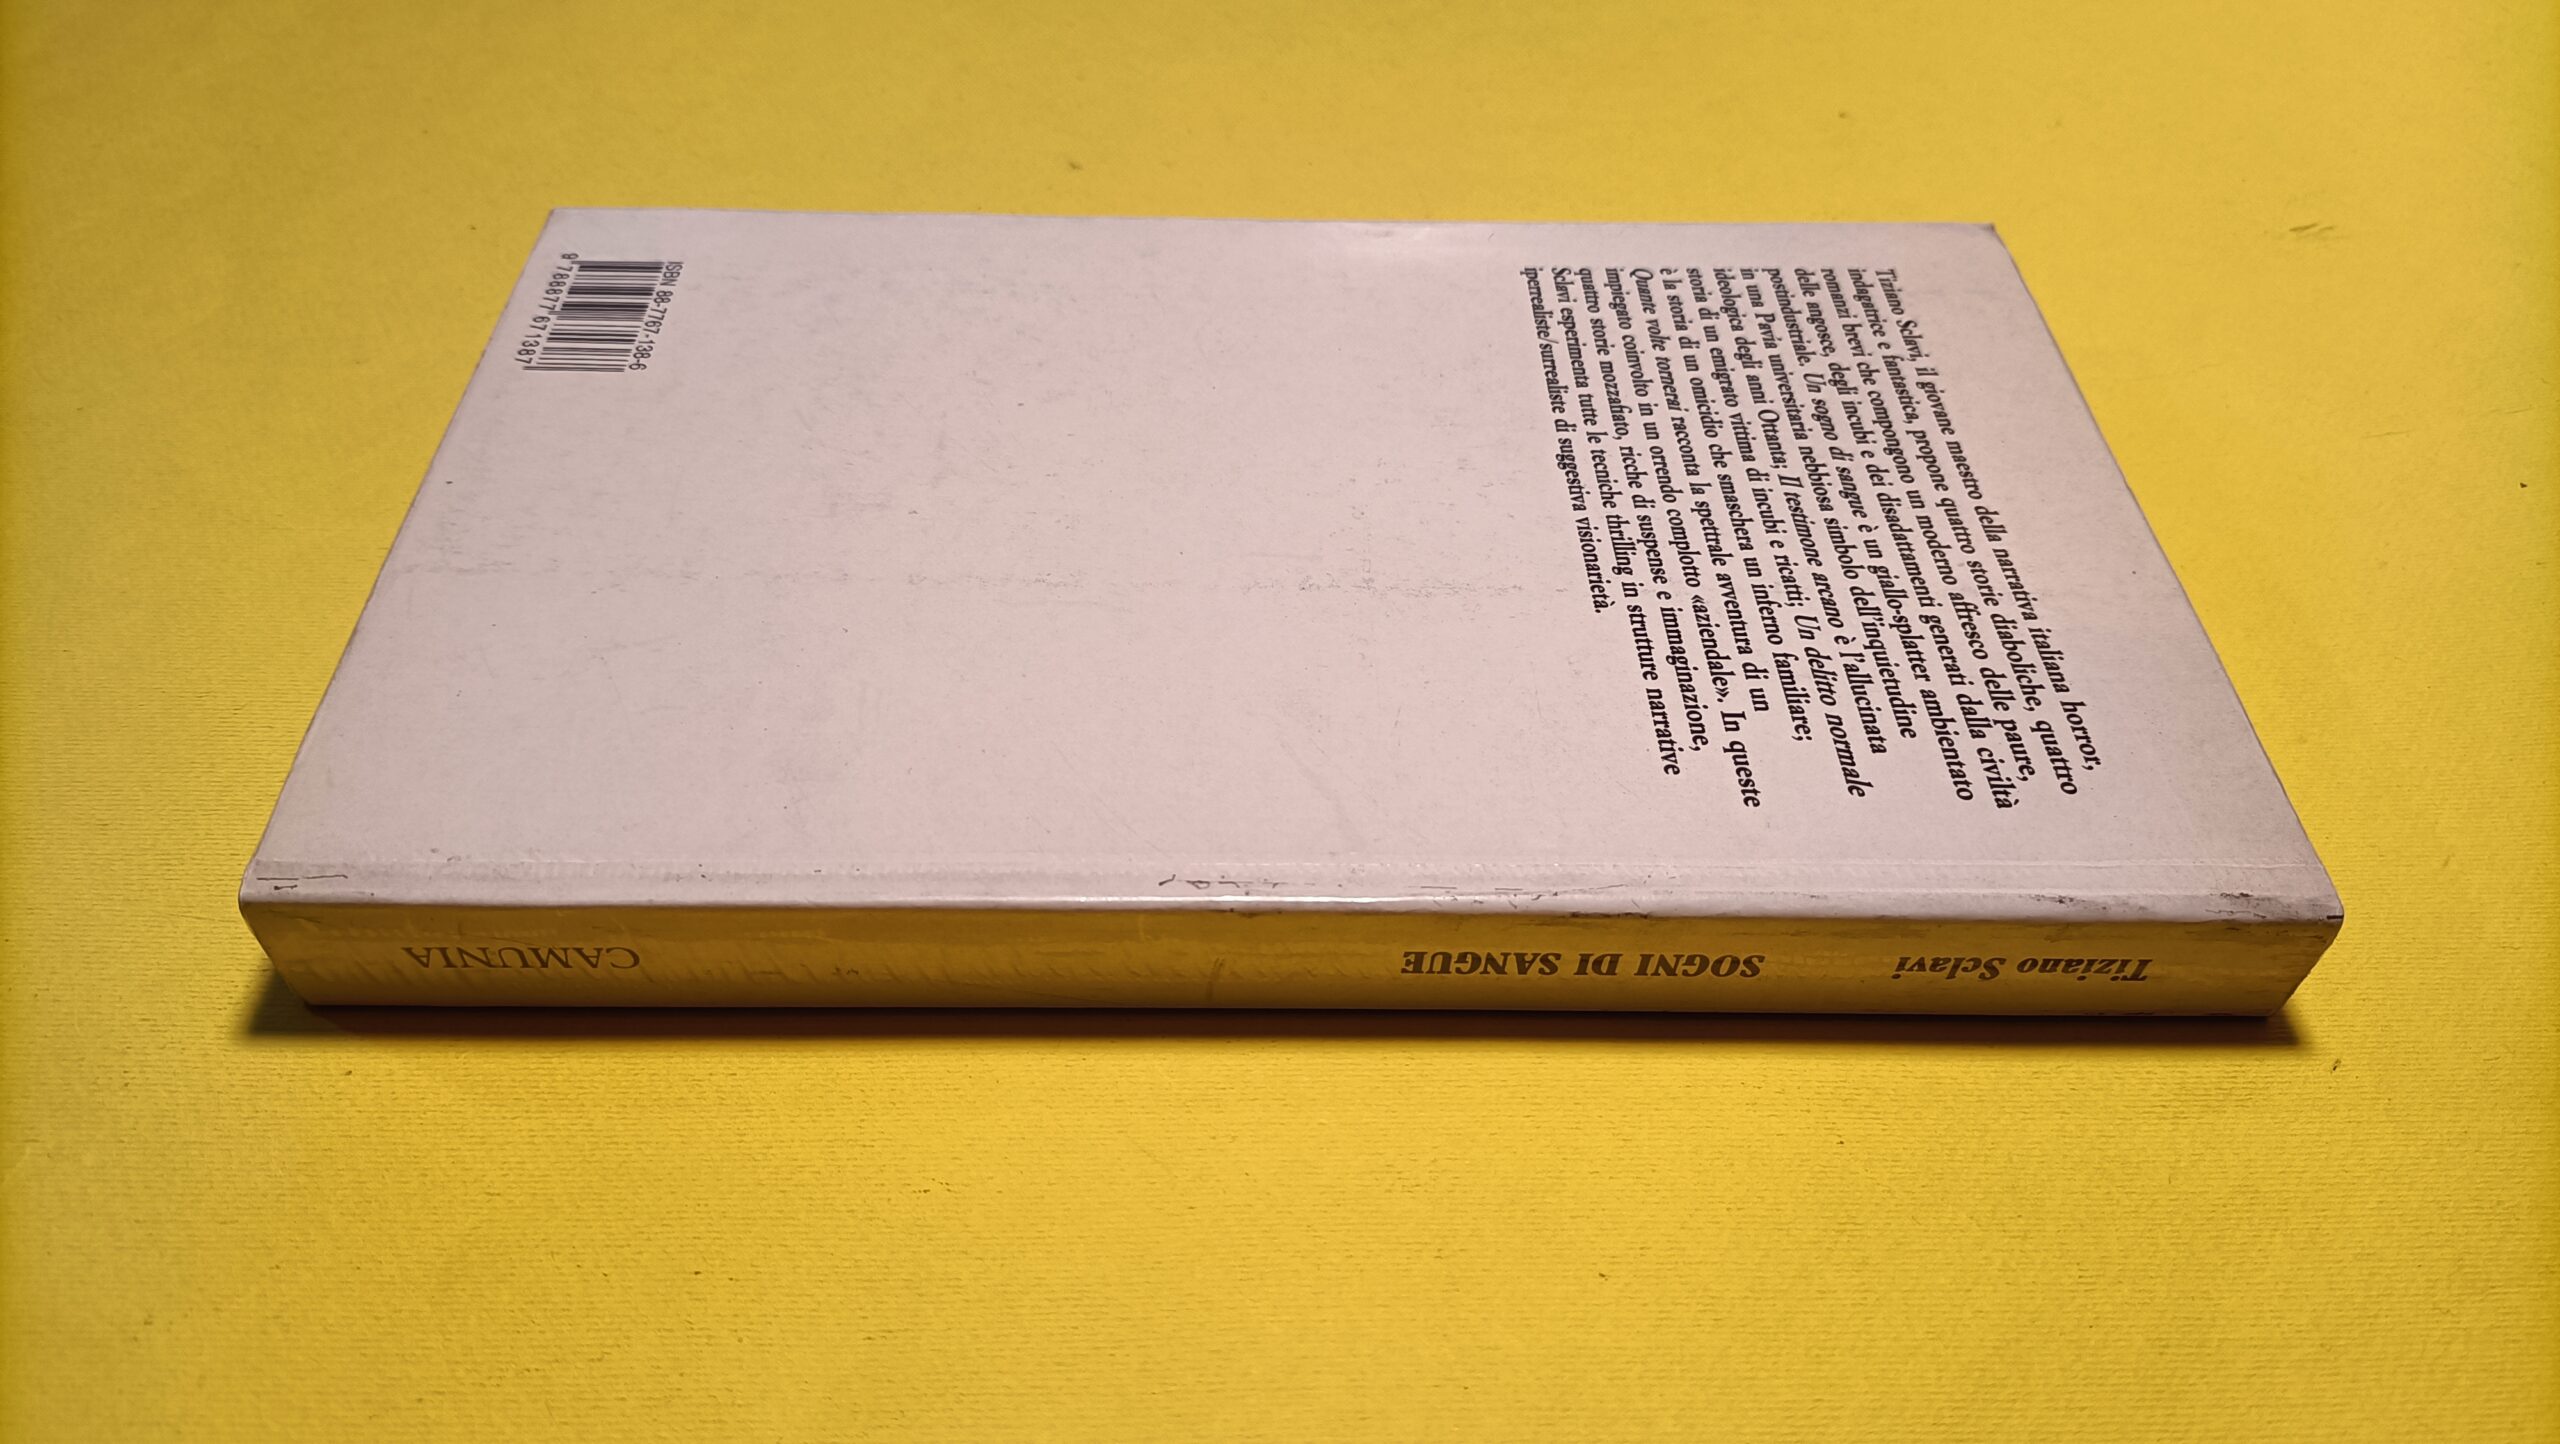 Tiziano Sclavi, il giovane maestro della narrativa italiana horror,
indagatrice e fantastica, propone quattro storie diaboliche, quattro
romanzi brevi che compongono un moderno affresco delle paure,
delle angosce, degli incubi e dei disadattamenti generati dalla civiltà
postindustriale. Un sogno di sangue è un giallo-splatter ambientato
in una Pavia universitaria nebbiosa simbolo dell'inquietudine
ideologica degli anni Ottanta; Il testimone arcano è l'allucinata
storia di un emigrato vittima di incubi e ricatti; Un delitto normale
è la storia di un omicidio che smaschera un inferno familiare;
Quante volte tornerai racconta la spettrale avventura di un
impiegato coinvolto in un orrendo complotto «aziendale». In queste
quattro storie mozzafiato, ricche di suspense e immaginazione,
Sclavi esperimenta tutte le tecniche thrilling in strutture narrative
iperrealiste/surrealiste di suggestiva visionarietà.
ISBN 88-7767-138-6
9 788877 671387
Tiziano Sclavi
SOGNI DI SANGUE
CAMUNIA